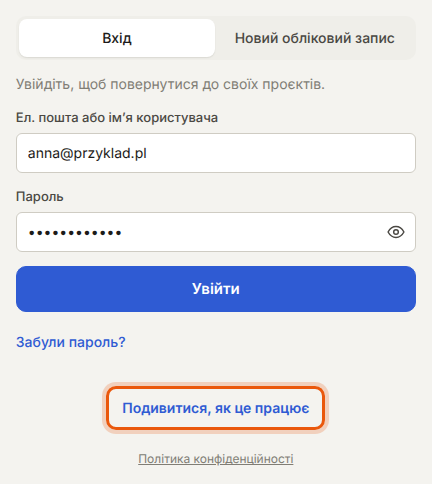 Вхід
Новий обліковий запис
Увійдіть, щоб повернутися до своїх проєктів.
Ел. пошта або ім’я користувача
anna@przyklad.pl
Пароль
••••••••••••
Увійти
Забули пароль?
Подивитися, як це працює
Політика конфіденційності